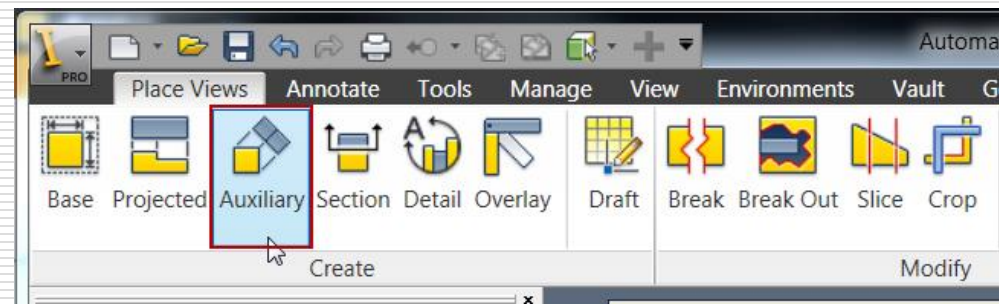 Automa
PRO
Place Views Annotate Tools Manage View Environments Vault G
Base Projected Auxiliary Section Detail Overlay Draft Break Break Out Slice Crop
Create Modify